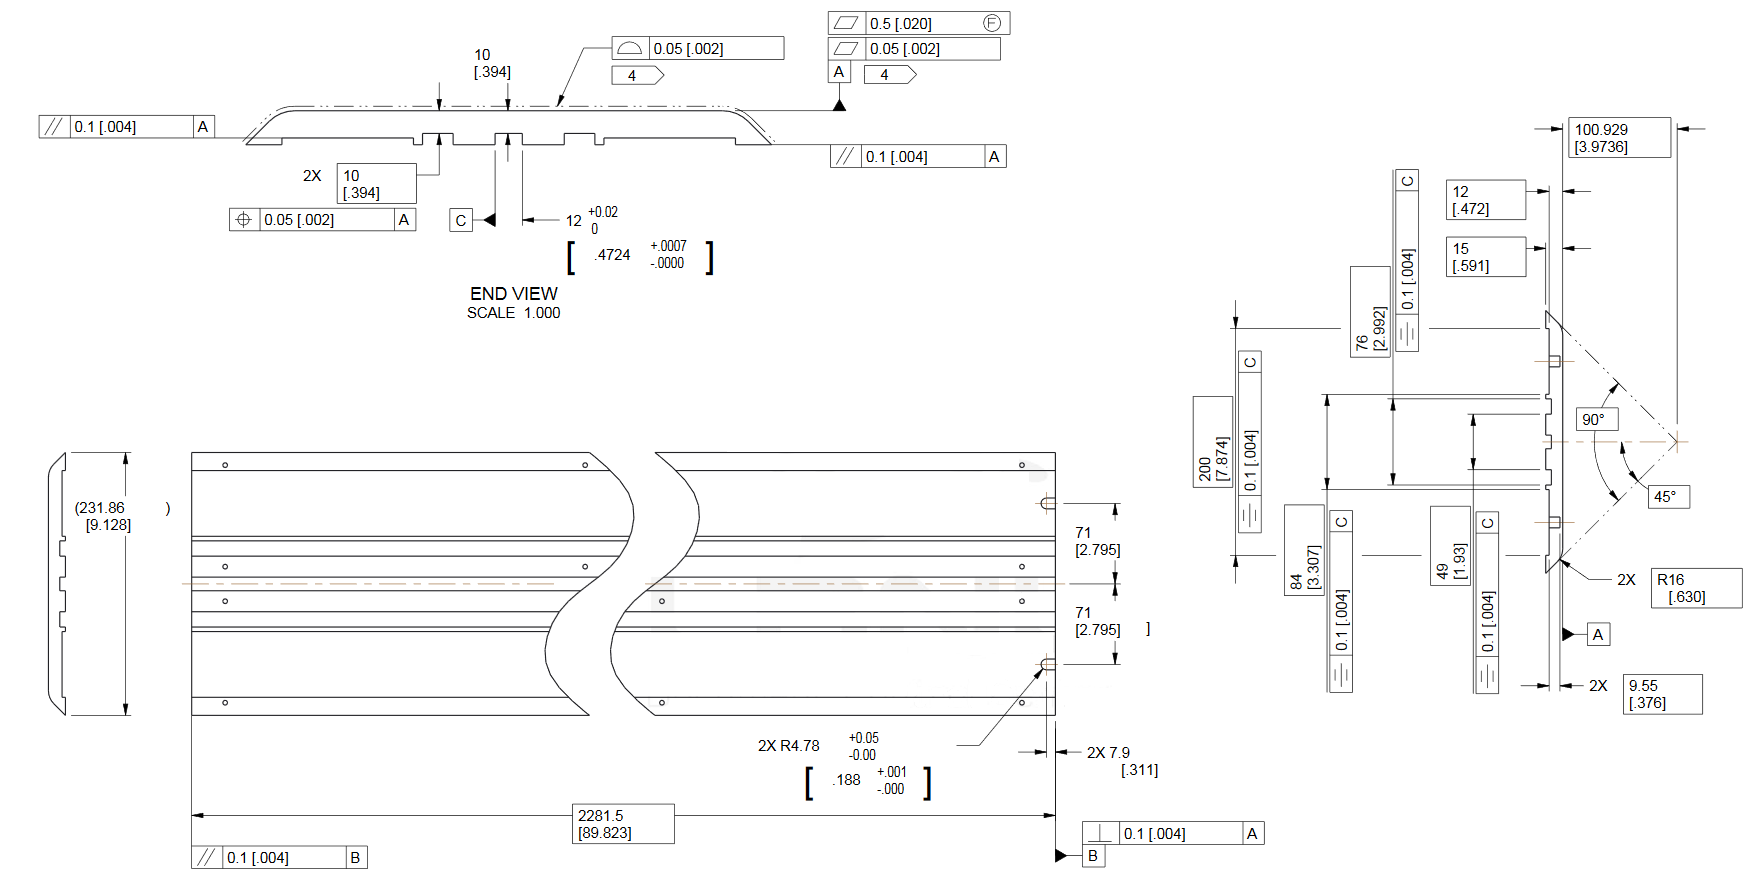 0.5 [.020] Ⓕ
0.05 [.002]
A
4
10
[.394]
0.05 [.002]
4
0.1 [.004] A
0.1 [.004] A
2X 10
[.394]
0.05 [.002] A
C
12 +0.02
0
[ .4724 +.0007
-.0000 ]
END VIEW
SCALE 1.000
100.929
[3.9736]
12
[.472]
15
[.591]
0.1 [.004] C
76
[2.992]
0.1 [.004] C
200
[7.874]
90°
45°
0.1 [.004] C
84
[3.307]
0.1 [.004] C
49
[1.93]
2X R16
[.630]
A
2X 9.55
[.376]
(231.86 )
[9.128]
71
[2.795]
71
[2.795] ]
2X R4.78 +0.05
-0.00
[ .188 +.001
-.000 ]
2X 7.9
[.311]
2281.5
[89.823]
0.1 [.004] B
0.1 [.004] A
B